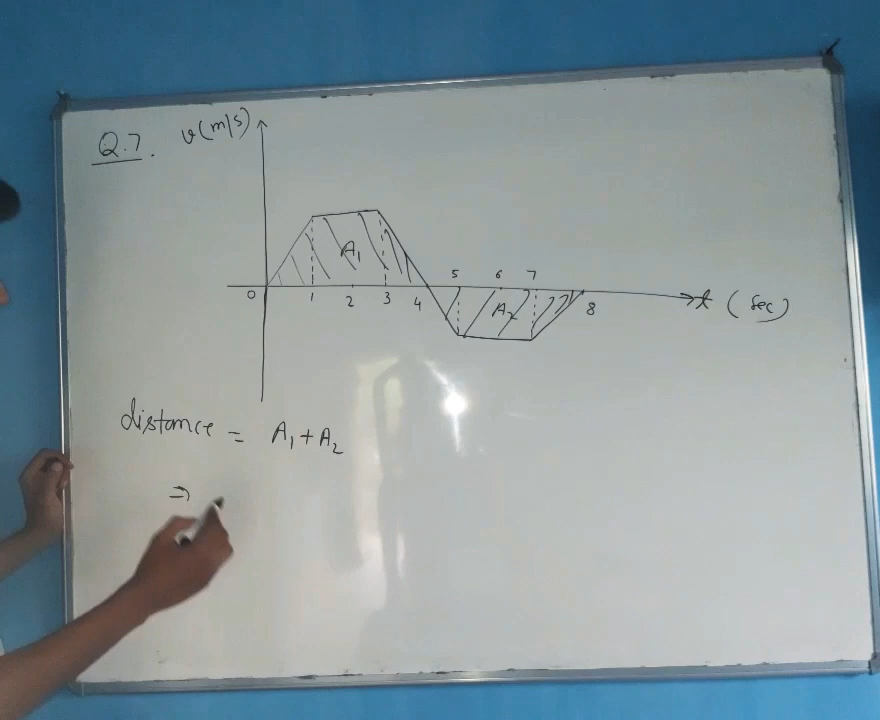 Q.7. v(m/s)
A₁
5 6 7
0 1 2 3 4 A₂ 8 t (sec)
distance = A₁ + A₂
⇒